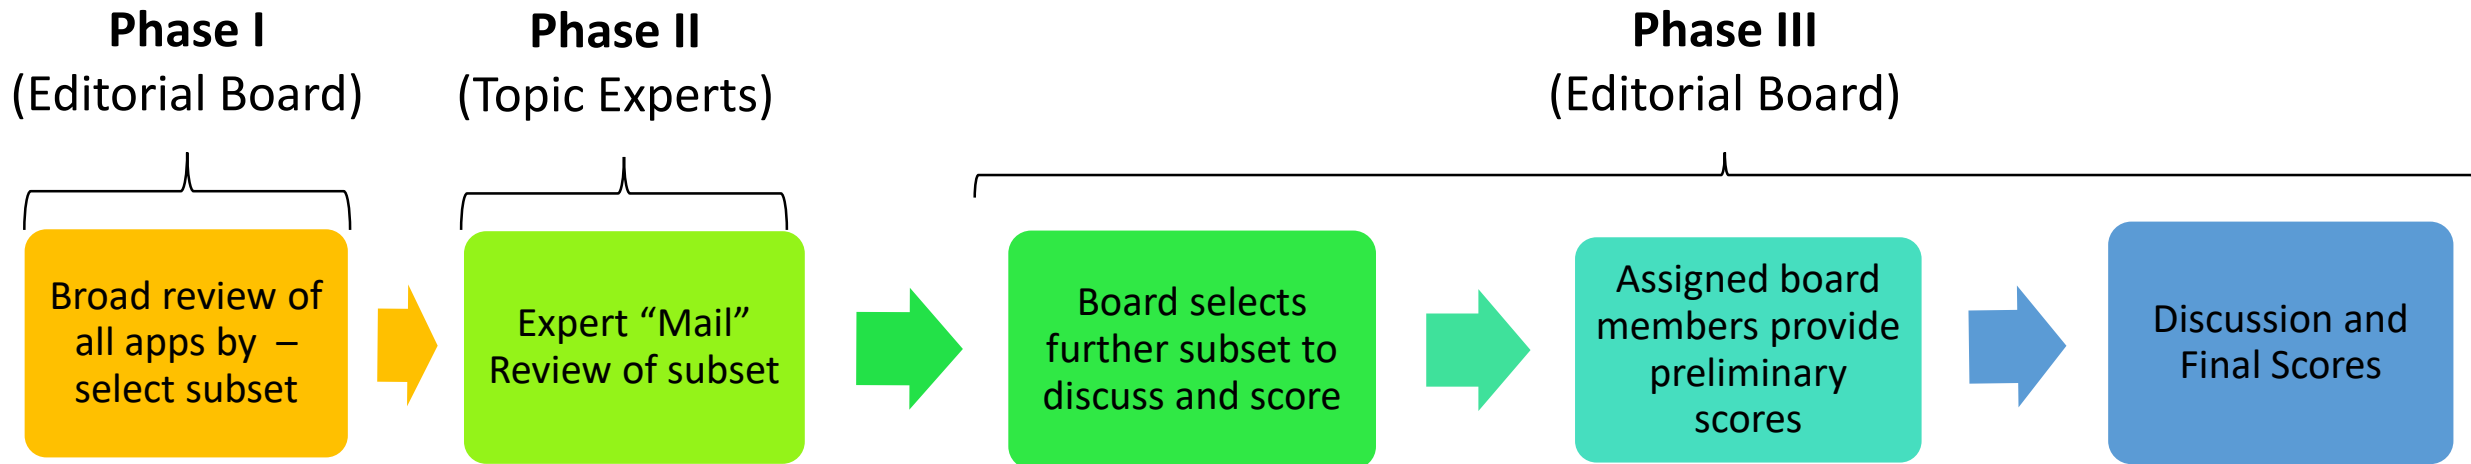 Phase I
(Editorial Board)
Phase II
(Topic Experts)
Phase III
(Editorial Board)
Broad review of
all apps by –
select subset
Expert “Mail”
Review of subset
Board selects
further subset to
discuss and score
Assigned board
members provide
preliminary
scores
Discussion and
Final Scores